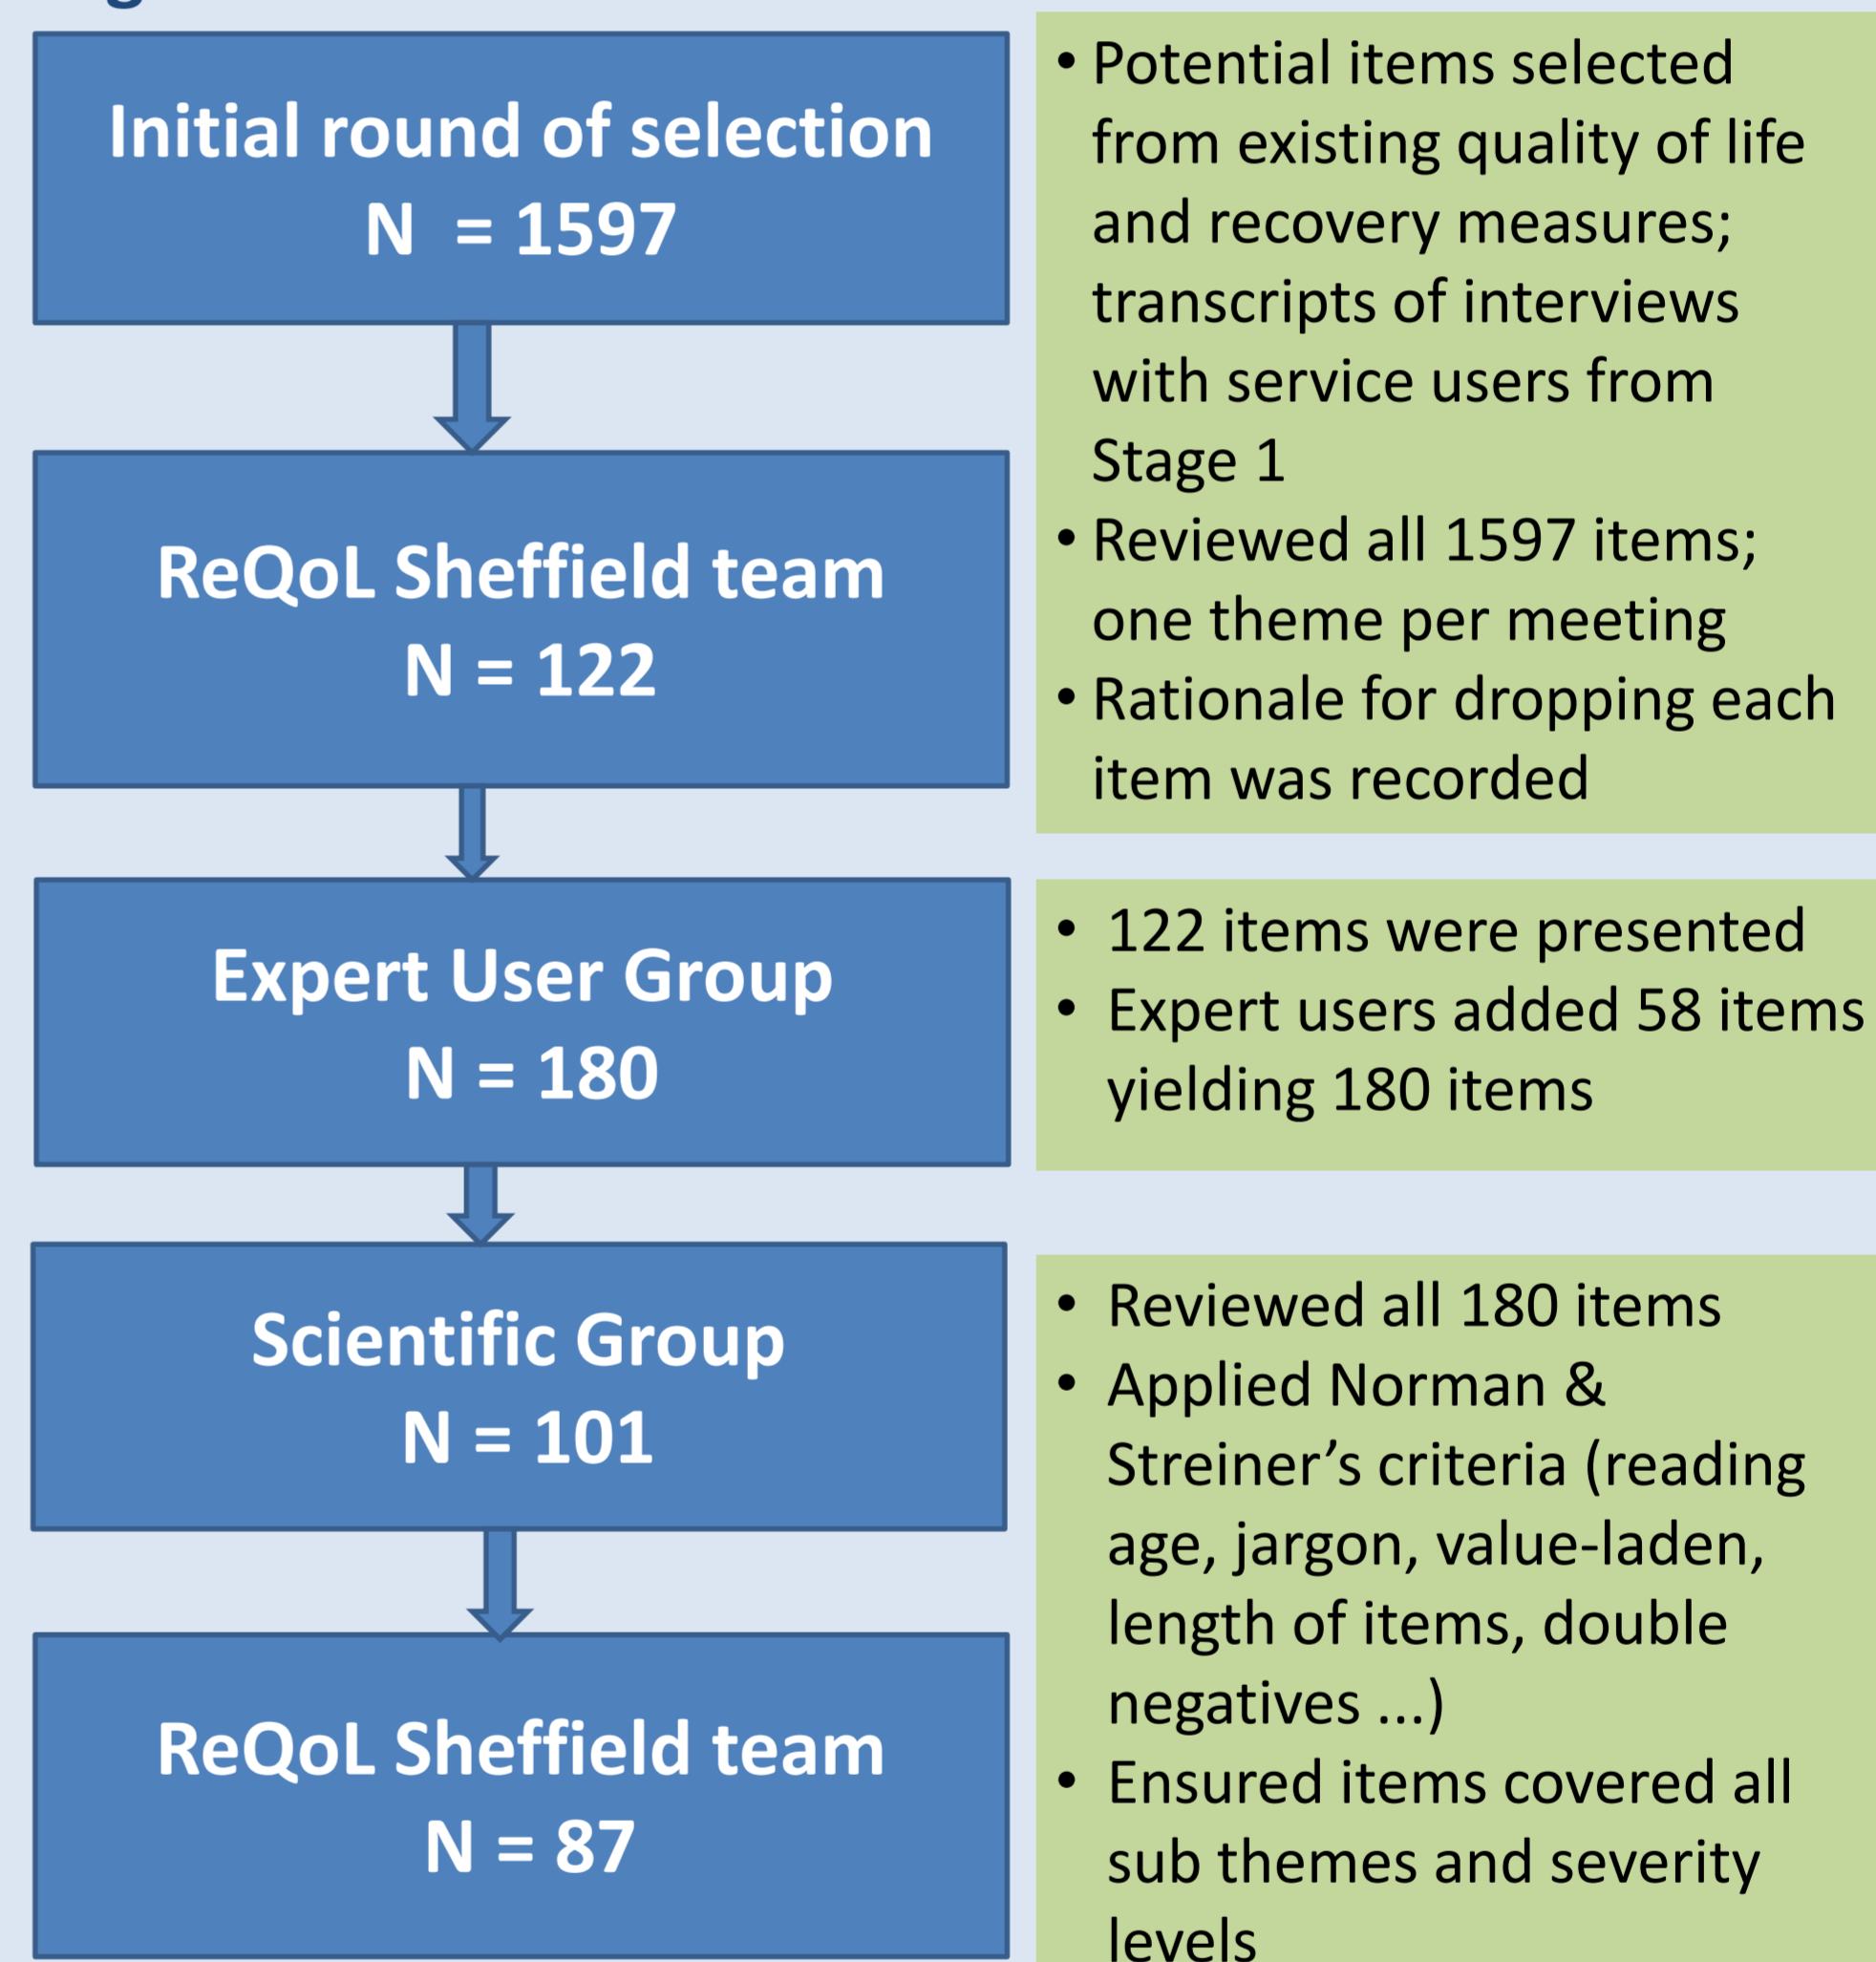 Initial round of selection
N = 1597
• Potential items selected
from existing quality of life
and recovery measures;
transcripts of interviews
with service users from
Stage 1
• Reviewed all 1597 items;
one theme per meeting
• Rationale for dropping each
item was recorded
ReQoL Sheffield team
N = 122
Expert User Group
N = 180
• 122 items were presented
• Expert users added 58 items
yielding 180 items
Scientific Group
N = 101
• Reviewed all 180 items
• Applied Norman &
Streiner’s criteria (reading
age, jargon, value-laden,
length of items, double
negatives ...)
• Ensured items covered all
sub themes and severity
levels
ReQoL Sheffield team
N = 87